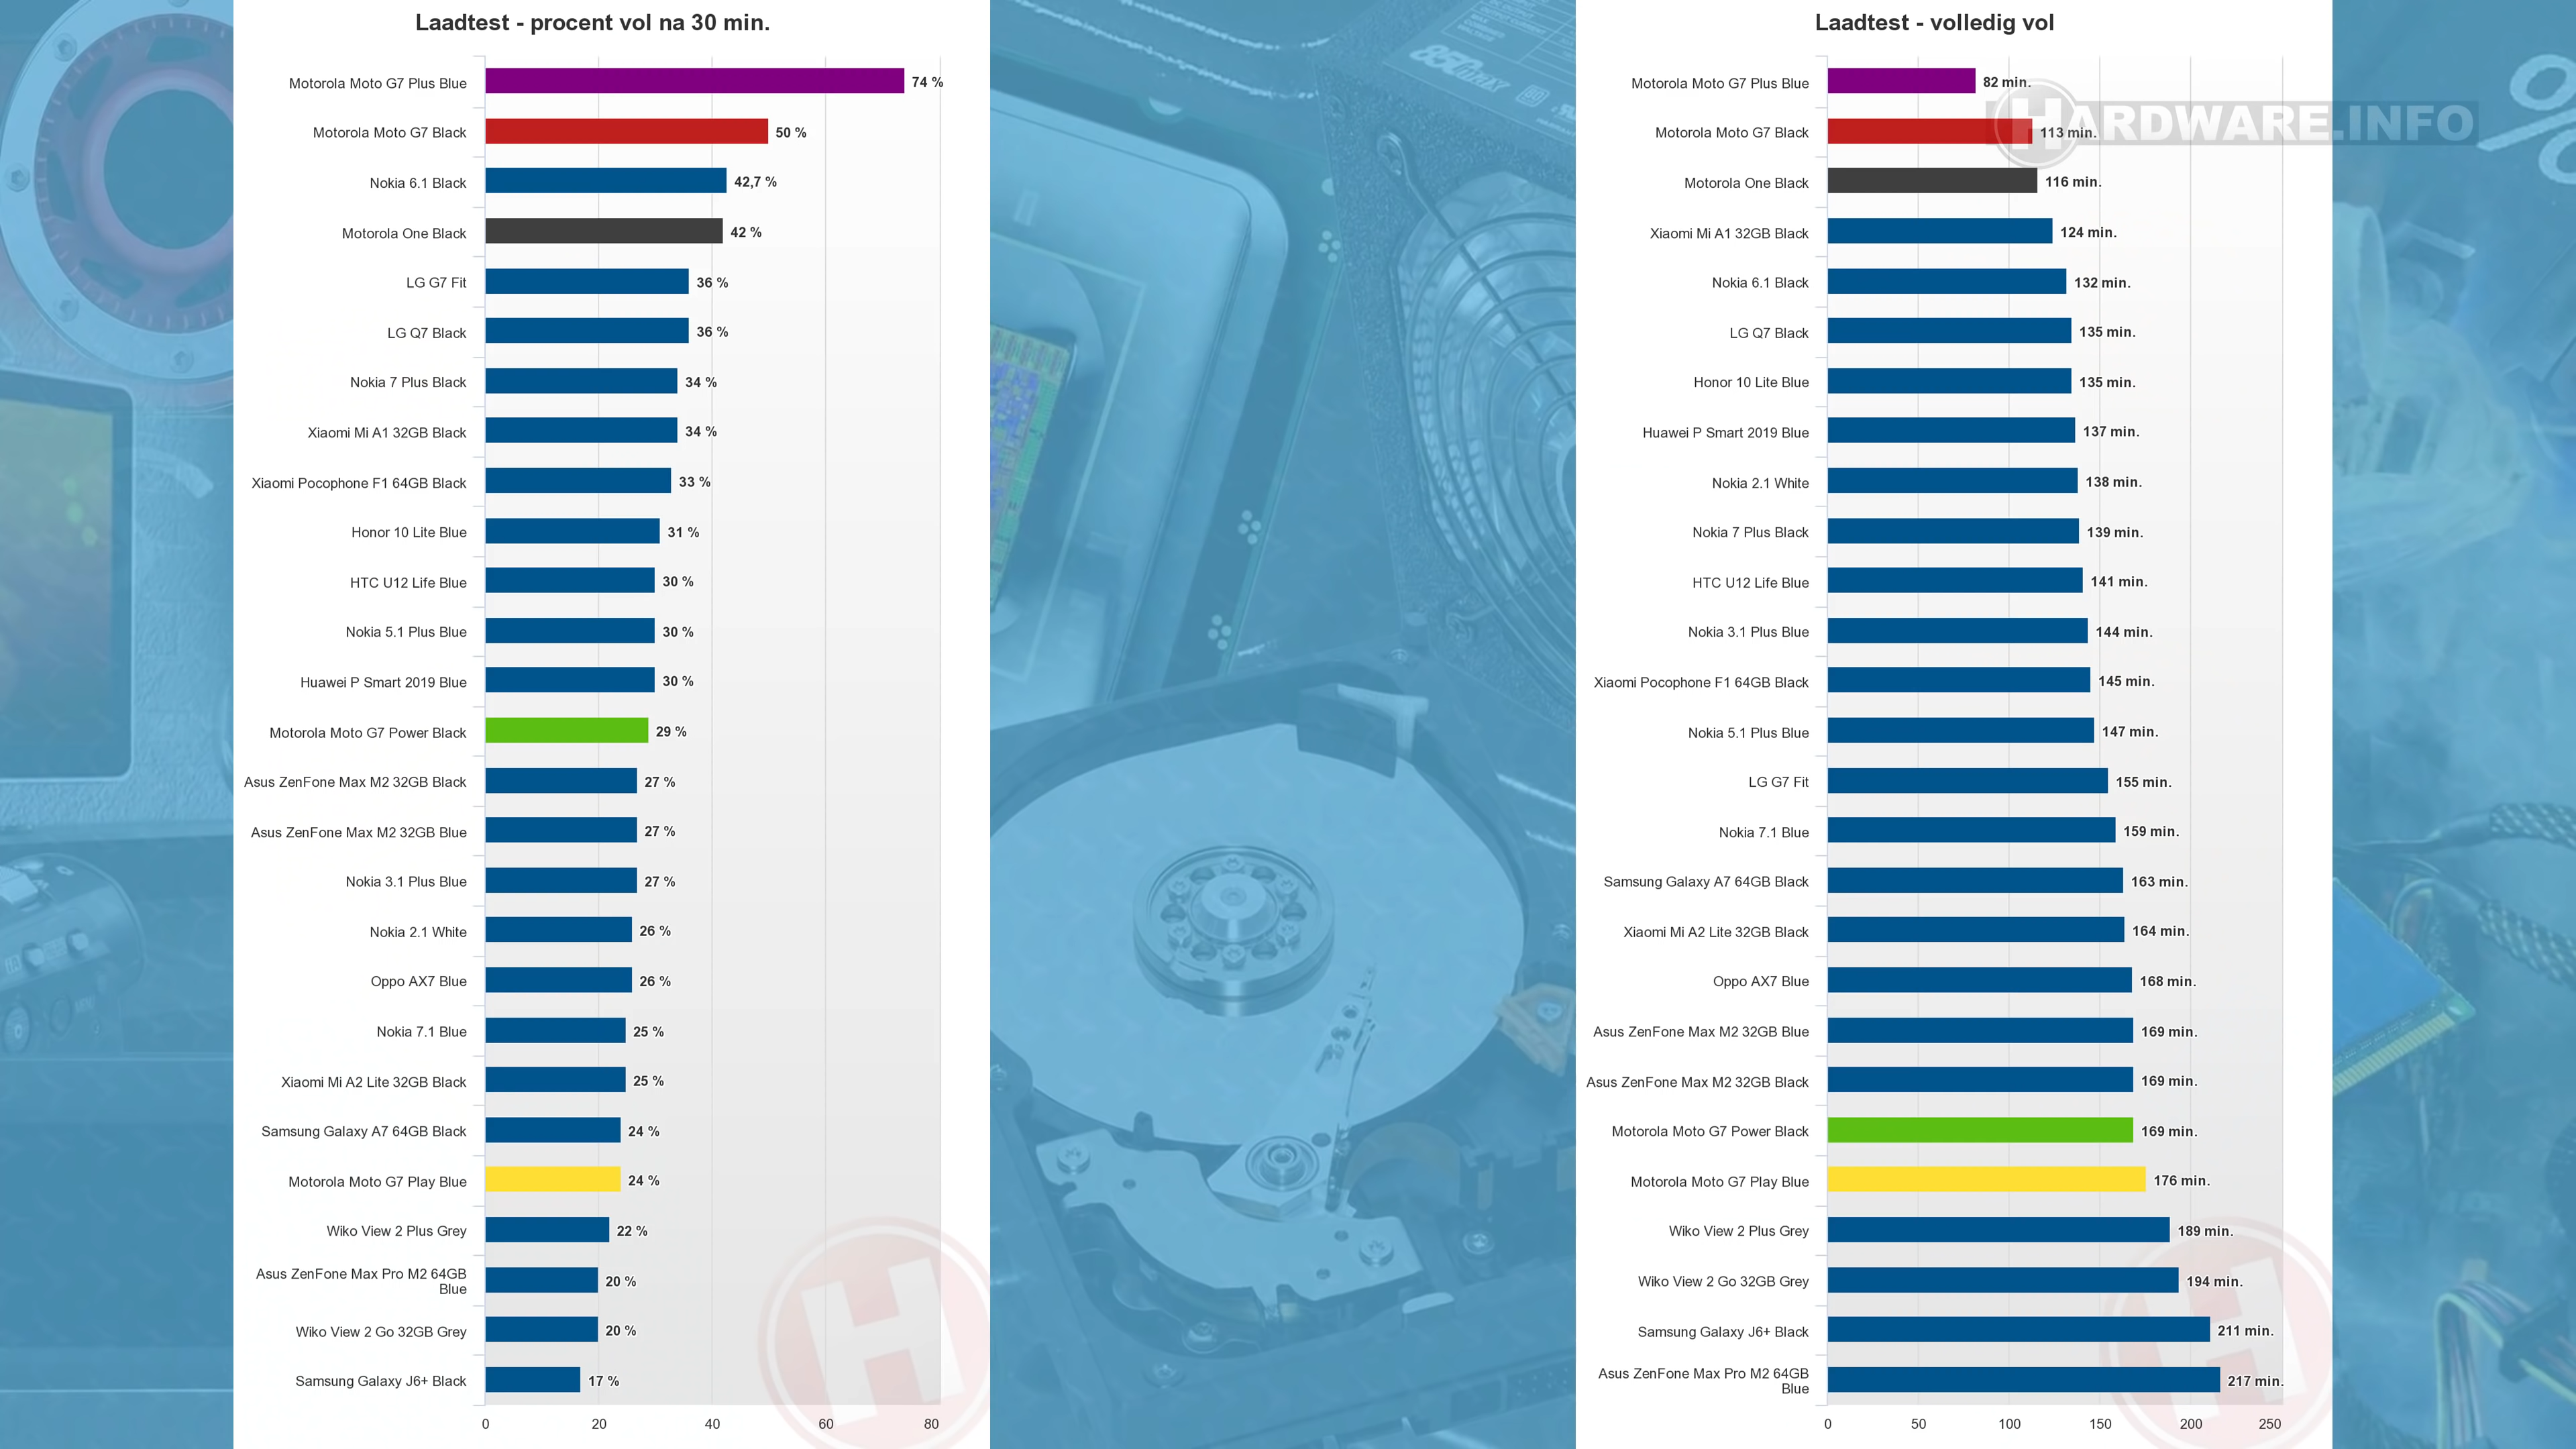 Laadtest - procent vol na 30 min.
Motorola Moto G7 Plus Blue 74 %
Motorola Moto G7 Black 50 %
Nokia 6.1 Black 42,7 %
Motorola One Black 42 %
LG G7 Fit 36 %
LG Q7 Black 36 %
Nokia 7 Plus Black 34 %
Xiaomi Mi A1 32GB Black 34 %
Xiaomi Pocophone F1 64GB Black 33 %
Honor 10 Lite Blue 31 %
HTC U12 Life Blue 30 %
Nokia 5.1 Plus Blue 30 %
Huawei P Smart 2019 Blue 30 %
Motorola Moto G7 Power Black 29 %
Asus ZenFone Max M2 32GB Black 27 %
Asus ZenFone Max M2 32GB Blue 27 %
Nokia 3.1 Plus Blue 27 %
Nokia 2.1 White 26 %
Oppo AX7 Blue 26 %
Nokia 7.1 Blue 25 %
Xiaomi Mi A2 Lite 32GB Black 25 %
Samsung Galaxy A7 64GB Black 24 %
Motorola Moto G7 Play Blue 24 %
Wiko View 2 Plus Grey 22 %
Asus ZenFone Max Pro M2 64GB
Blue 20 %
Wiko View 2 Go 32GB Grey 20 %
Samsung Galaxy J6+ Black 17 %
0 20 40 60 80
H
850WATT
Laadtest - volledig vol
Motorola Moto G7 Plus Blue 82 min.
Motorola Moto G7 Black 113 min.
Motorola One Black 116 min.
Xiaomi Mi A1 32GB Black 124 min.
Nokia 6.1 Black 132 min.
LG Q7 Black 135 min.
Honor 10 Lite Blue 135 min.
Huawei P Smart 2019 Blue 137 min.
Nokia 2.1 White 138 min.
Nokia 7 Plus Black 139 min.
HTC U12 Life Blue 141 min.
Nokia 3.1 Plus Blue 144 min.
Xiaomi Pocophone F1 64GB Black 145 min.
Nokia 5.1 Plus Blue 147 min.
LG G7 Fit 155 min.
Nokia 7.1 Blue 159 min.
Samsung Galaxy A7 64GB Black 163 min.
Xiaomi Mi A2 Lite 32GB Black 164 min.
Oppo AX7 Blue 168 min.
Asus ZenFone Max M2 32GB Blue 169 min.
Asus ZenFone Max M2 32GB Black 169 min.
Motorola Moto G7 Power Black 169 min.
Motorola Moto G7 Play Blue 176 min.
Wiko View 2 Plus Grey 189 min.
Wiko View 2 Go 32GB Grey 194 min.
Samsung Galaxy J6+ Black 211 min.
Asus ZenFone Max Pro M2 64GB
Blue 217 min.
0 50 100 150 200 250
H
HARDWARE.INFO
%